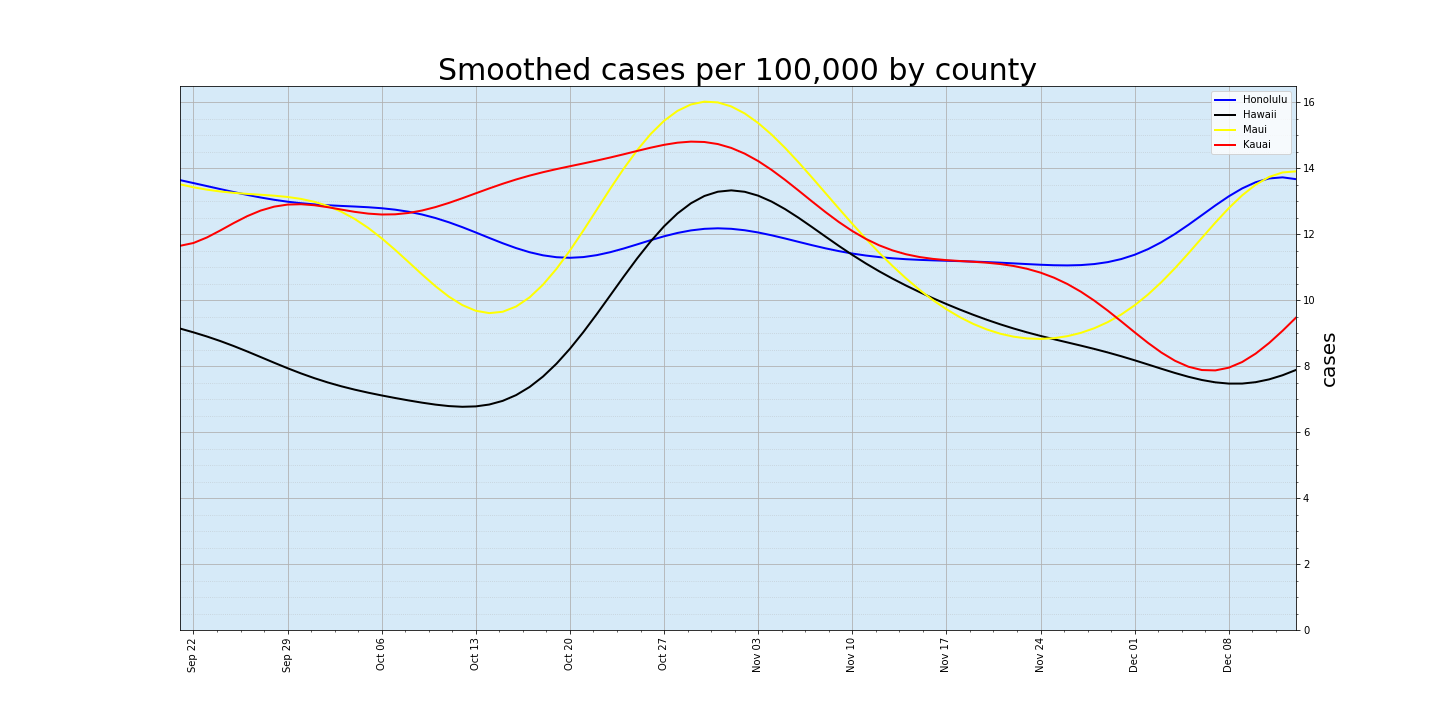 Smoothed cases per 100,000 by county
Honolulu
Hawaii
Maui
Kauai
16
14
12
10
8
6
4
2
0
cases
Sep 22
Sep 29
Oct 06
Oct 13
Oct 20
Oct 27
Nov 03
Nov 10
Nov 17
Nov 24
Dec 01
Dec 08